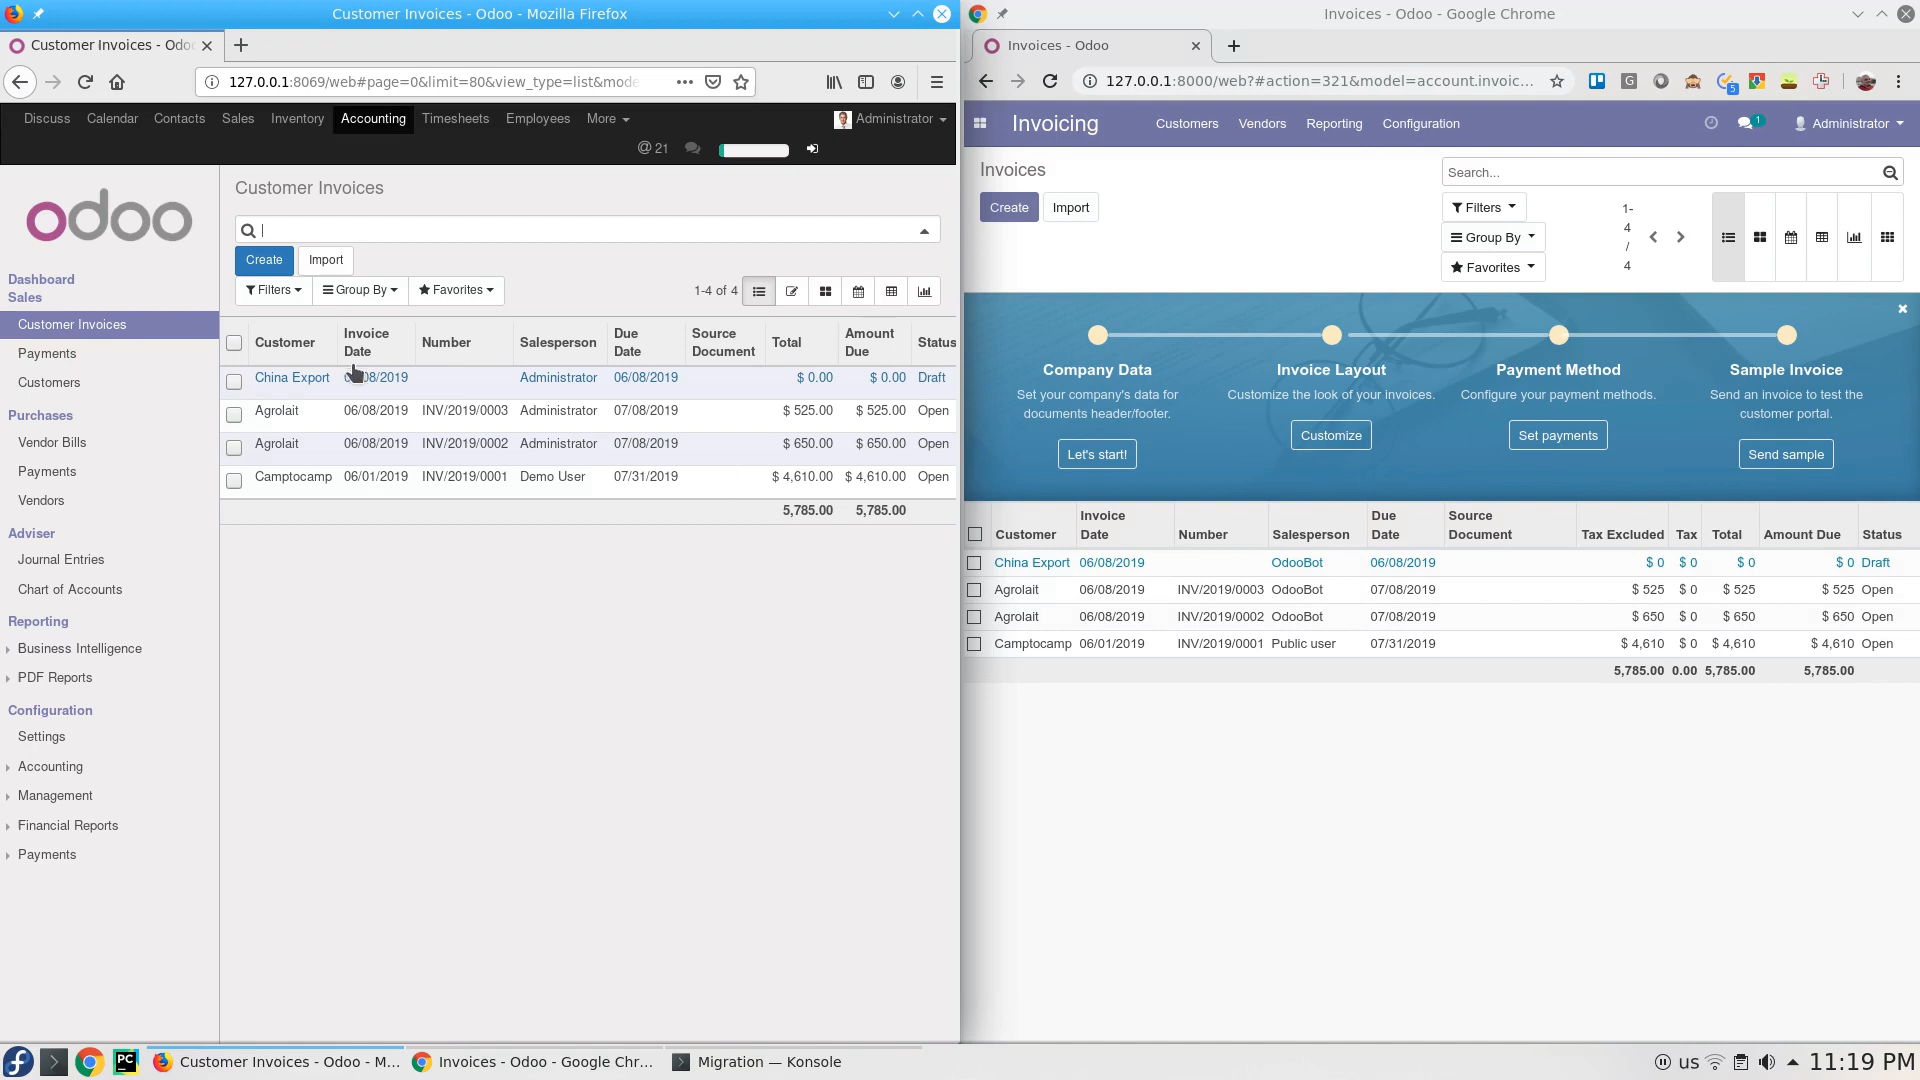 Customer Invoices - Odoo - Mozilla Firefox
Customer Invoices - Odoo
127.0.0.1:8069/web#page=0&limit=80&view_type=list&mode
Discuss Calendar Contacts Sales Inventory Accounting Timesheets Employees More Administrator
@ 21
odoo
Dashboard
Sales
Customer Invoices
Payments
Customers
Purchases
Vendor Bills
Payments
Vendors
Adviser
Journal Entries
Chart of Accounts
Reporting
Business Intelligence
PDF Reports
Configuration
Settings
Accounting
Management
Financial Reports
Payments
Customer Invoices
Create Import
Filters Group By Favorites 1-4 of 4
Customer Invoice Date Number Salesperson Due Date Source Document Total Amount Due Status
China Export 06/08/2019 Administrator 06/08/2019 $ 0.00 $ 0.00 Draft
Agrolait 06/08/2019 INV/2019/0003 Administrator 07/08/2019 $ 525.00 $ 525.00 Open
Agrolait 06/08/2019 INV/2019/0002 Administrator 07/08/2019 $ 650.00 $ 650.00 Open
Camptocamp 06/01/2019 INV/2019/0001 Demo User 07/31/2019 $ 4,610.00 $ 4,610.00 Open
5,785.00 5,785.00
Invoices - Odoo - Google Chrome
Invoices - Odoo
127.0.0.1:8000/web?#action=321&model=account.invoic...
5
G
Invoicing Customers Vendors Reporting Configuration 1 Administrator
Invoices
Search...
Create Import
Filters
Group By
Favorites
1-
4
/
4
Company Data Invoice Layout Payment Method Sample Invoice
Set your company's data for documents header/footer.
Customize the look of your invoices.
Configure your payment methods.
Send an invoice to test the customer portal.
Let's start! Customize Set payments Send sample
Customer Invoice Date Number Salesperson Due Date Source Document Tax Excluded Tax Total Amount Due Status
China Export 06/08/2019 OdooBot 06/08/2019 $ 0 $ 0 $ 0 $ 0 Draft
Agrolait 06/08/2019 INV/2019/0003 OdooBot 07/08/2019 $ 525 $ 0 $ 525 $ 525 Open
Agrolait 06/08/2019 INV/2019/0002 OdooBot 07/08/2019 $ 650 $ 0 $ 650 $ 650 Open
Camptocamp 06/01/2019 INV/2019/0001 Public user 07/31/2019 $ 4,610 $ 0 $ 4,610 $ 4,610 Open
5,785.00 0.00 5,785.00 5,785.00
PC Customer Invoices - Odoo - M... Invoices - Odoo - Google Chr... Migration — Konsole us 11:19 PM